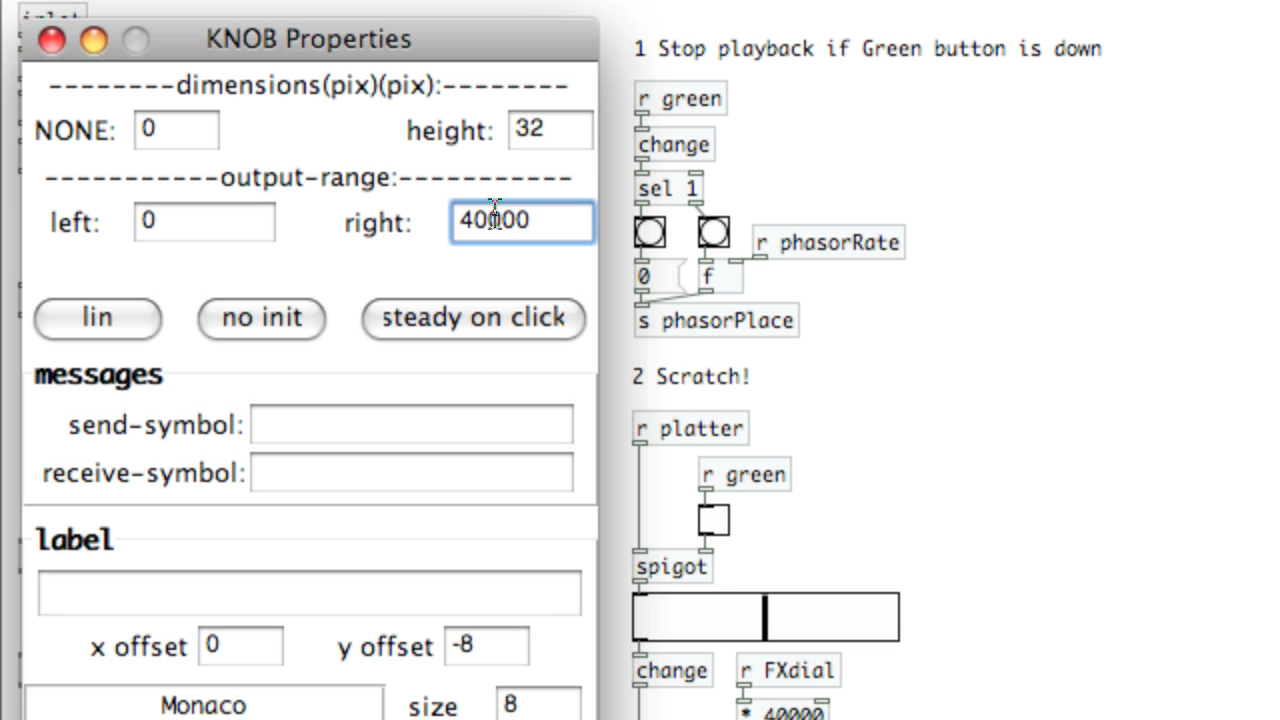 inlet
KNOB Properties
--------dimensions(pix)(pix):--------
NONE: 0 height: 32
-----------output-range:-----------
left: 0 right: 40000
lin no init steady on click
messages
send-symbol:
receive-symbol:
label
x offset 0 y offset -8
Monaco size 8
1 Stop playback if Green button is down
r green
change
sel 1
r phasorRate
0 f
s phasorPlace
2 Scratch!
r platter
r green
spigot
change r FXdial
* 40000